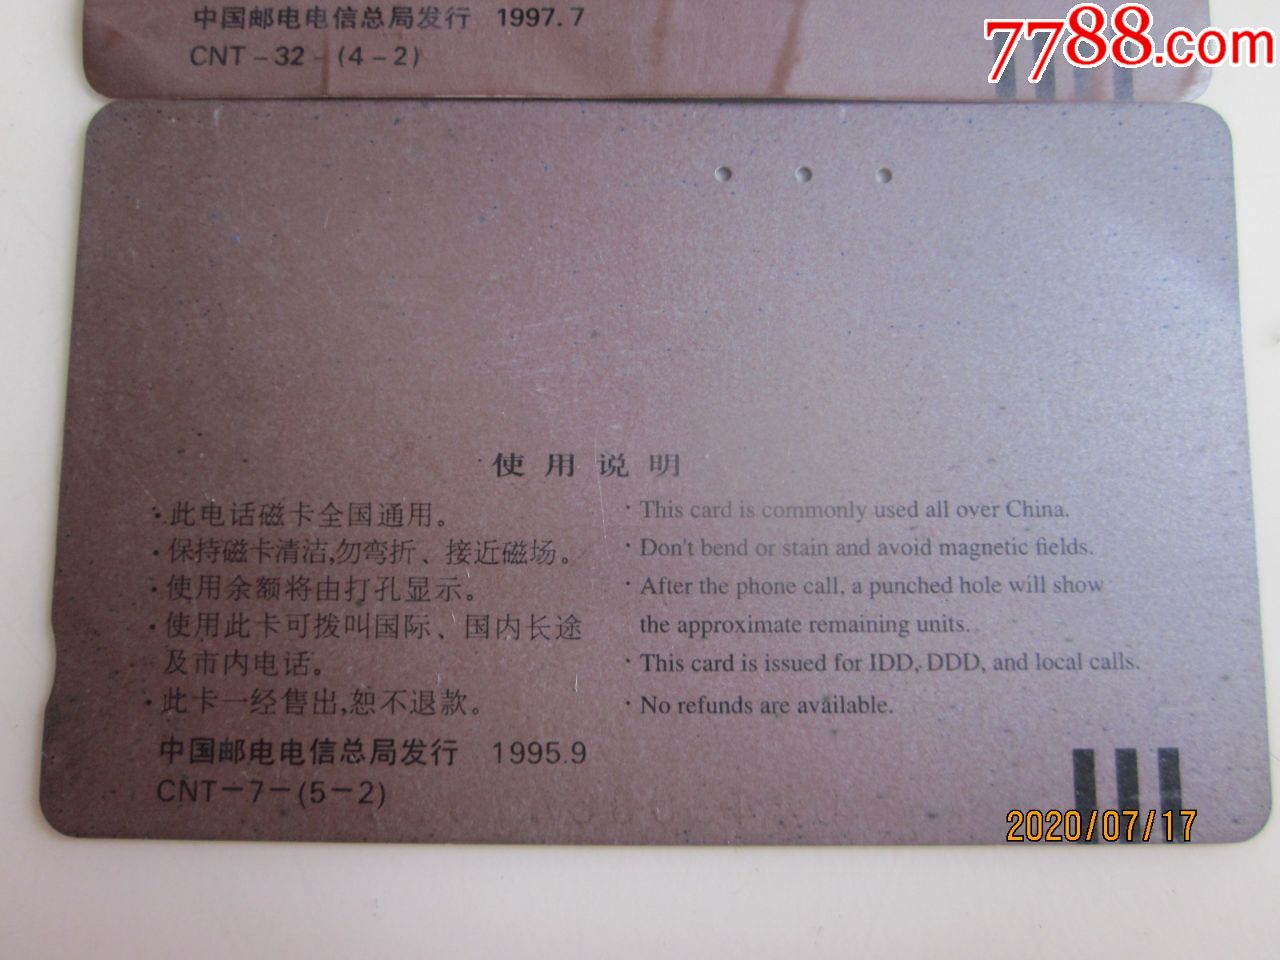 中国邮电电信总局发行 1997.7
CNT-32-(4-2)
7788.com
使用说明
·此电话磁卡全国通用。
·保持磁卡清洁,勿弯折、接近磁场。
·使用余额将由打孔显示。
·使用此卡可拨叫国际、国内长途
及市内电话。
·此卡一经售出,恕不退款。
· This card is commonly used all over China.
· Don't bend or stain and avoid magnetic fields.
· After the phone call, a punched hole will show
the approximate remaining units.
· This card is issued for IDD, DDD, and local calls.
· No refunds are available.
中国邮电电信总局发行 1995.9
CNT-7-(5-2)
2020/07/17